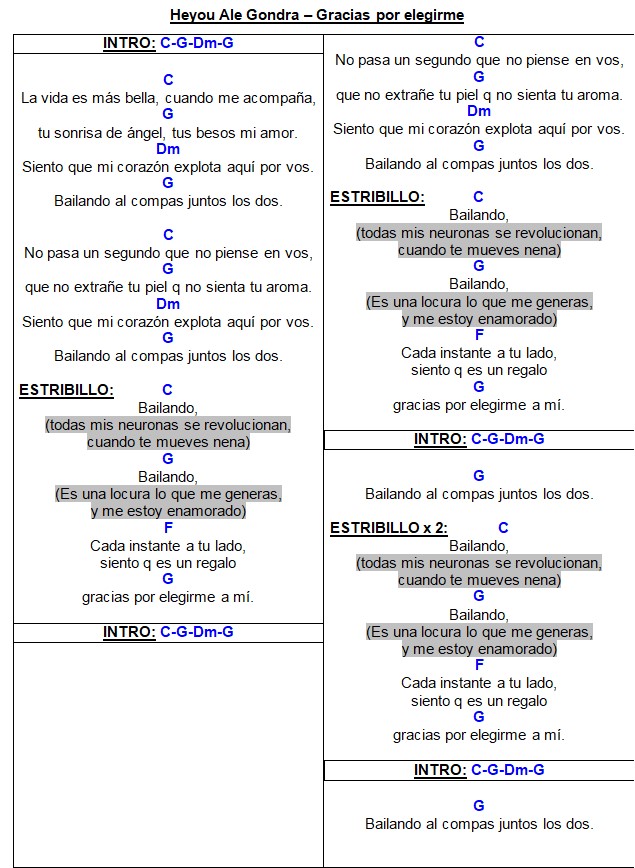 Heyou Ale Gondra – Gracias por elegirme
INTRO: C-G-Dm-G
C
La vida es más bella, cuando me acompaña,
G
tu sonrisa de ángel, tus besos mi amor.
Dm
Siento que mi corazón explota aquí por vos.
G
Bailando al compas juntos los dos.
C
No pasa un segundo que no piense en vos,
G
que no extrañe tu piel q no sienta tu aroma.
Dm
Siento que mi corazón explota aquí por vos.
G
Bailando al compas juntos los dos.
ESTRIBILLO: C
Bailando,
(todas mis neuronas se revolucionan,
cuando te mueves nena)
G
Bailando,
(Es una locura lo que me generas,
y me estoy enamorado)
F
Cada instante a tu lado,
siento q es un regalo
G
gracias por elegirme a mí.
INTRO: C-G-Dm-G
C
No pasa un segundo que no piense en vos,
G
que no extrañe tu piel q no sienta tu aroma.
Dm
Siento que mi corazón explota aquí por vos.
G
Bailando al compas juntos los dos.
ESTRIBILLO: C
Bailando,
(todas mis neuronas se revolucionan,
cuando te mueves nena)
G
Bailando,
(Es una locura lo que me generas,
y me estoy enamorado)
F
Cada instante a tu lado,
siento q es un regalo
G
gracias por elegirme a mí.
INTRO: C-G-Dm-G
G
Bailando al compas juntos los dos.
ESTRIBILLO x 2: C
Bailando,
(todas mis neuronas se revolucionan,
cuando te mueves nena)
G
Bailando,
(Es una locura lo que me generas,
y me estoy enamorado)
F
Cada instante a tu lado,
siento q es un regalo
G
gracias por elegirme a mí.
INTRO: C-G-Dm-G
G
Bailando al compas juntos los dos.